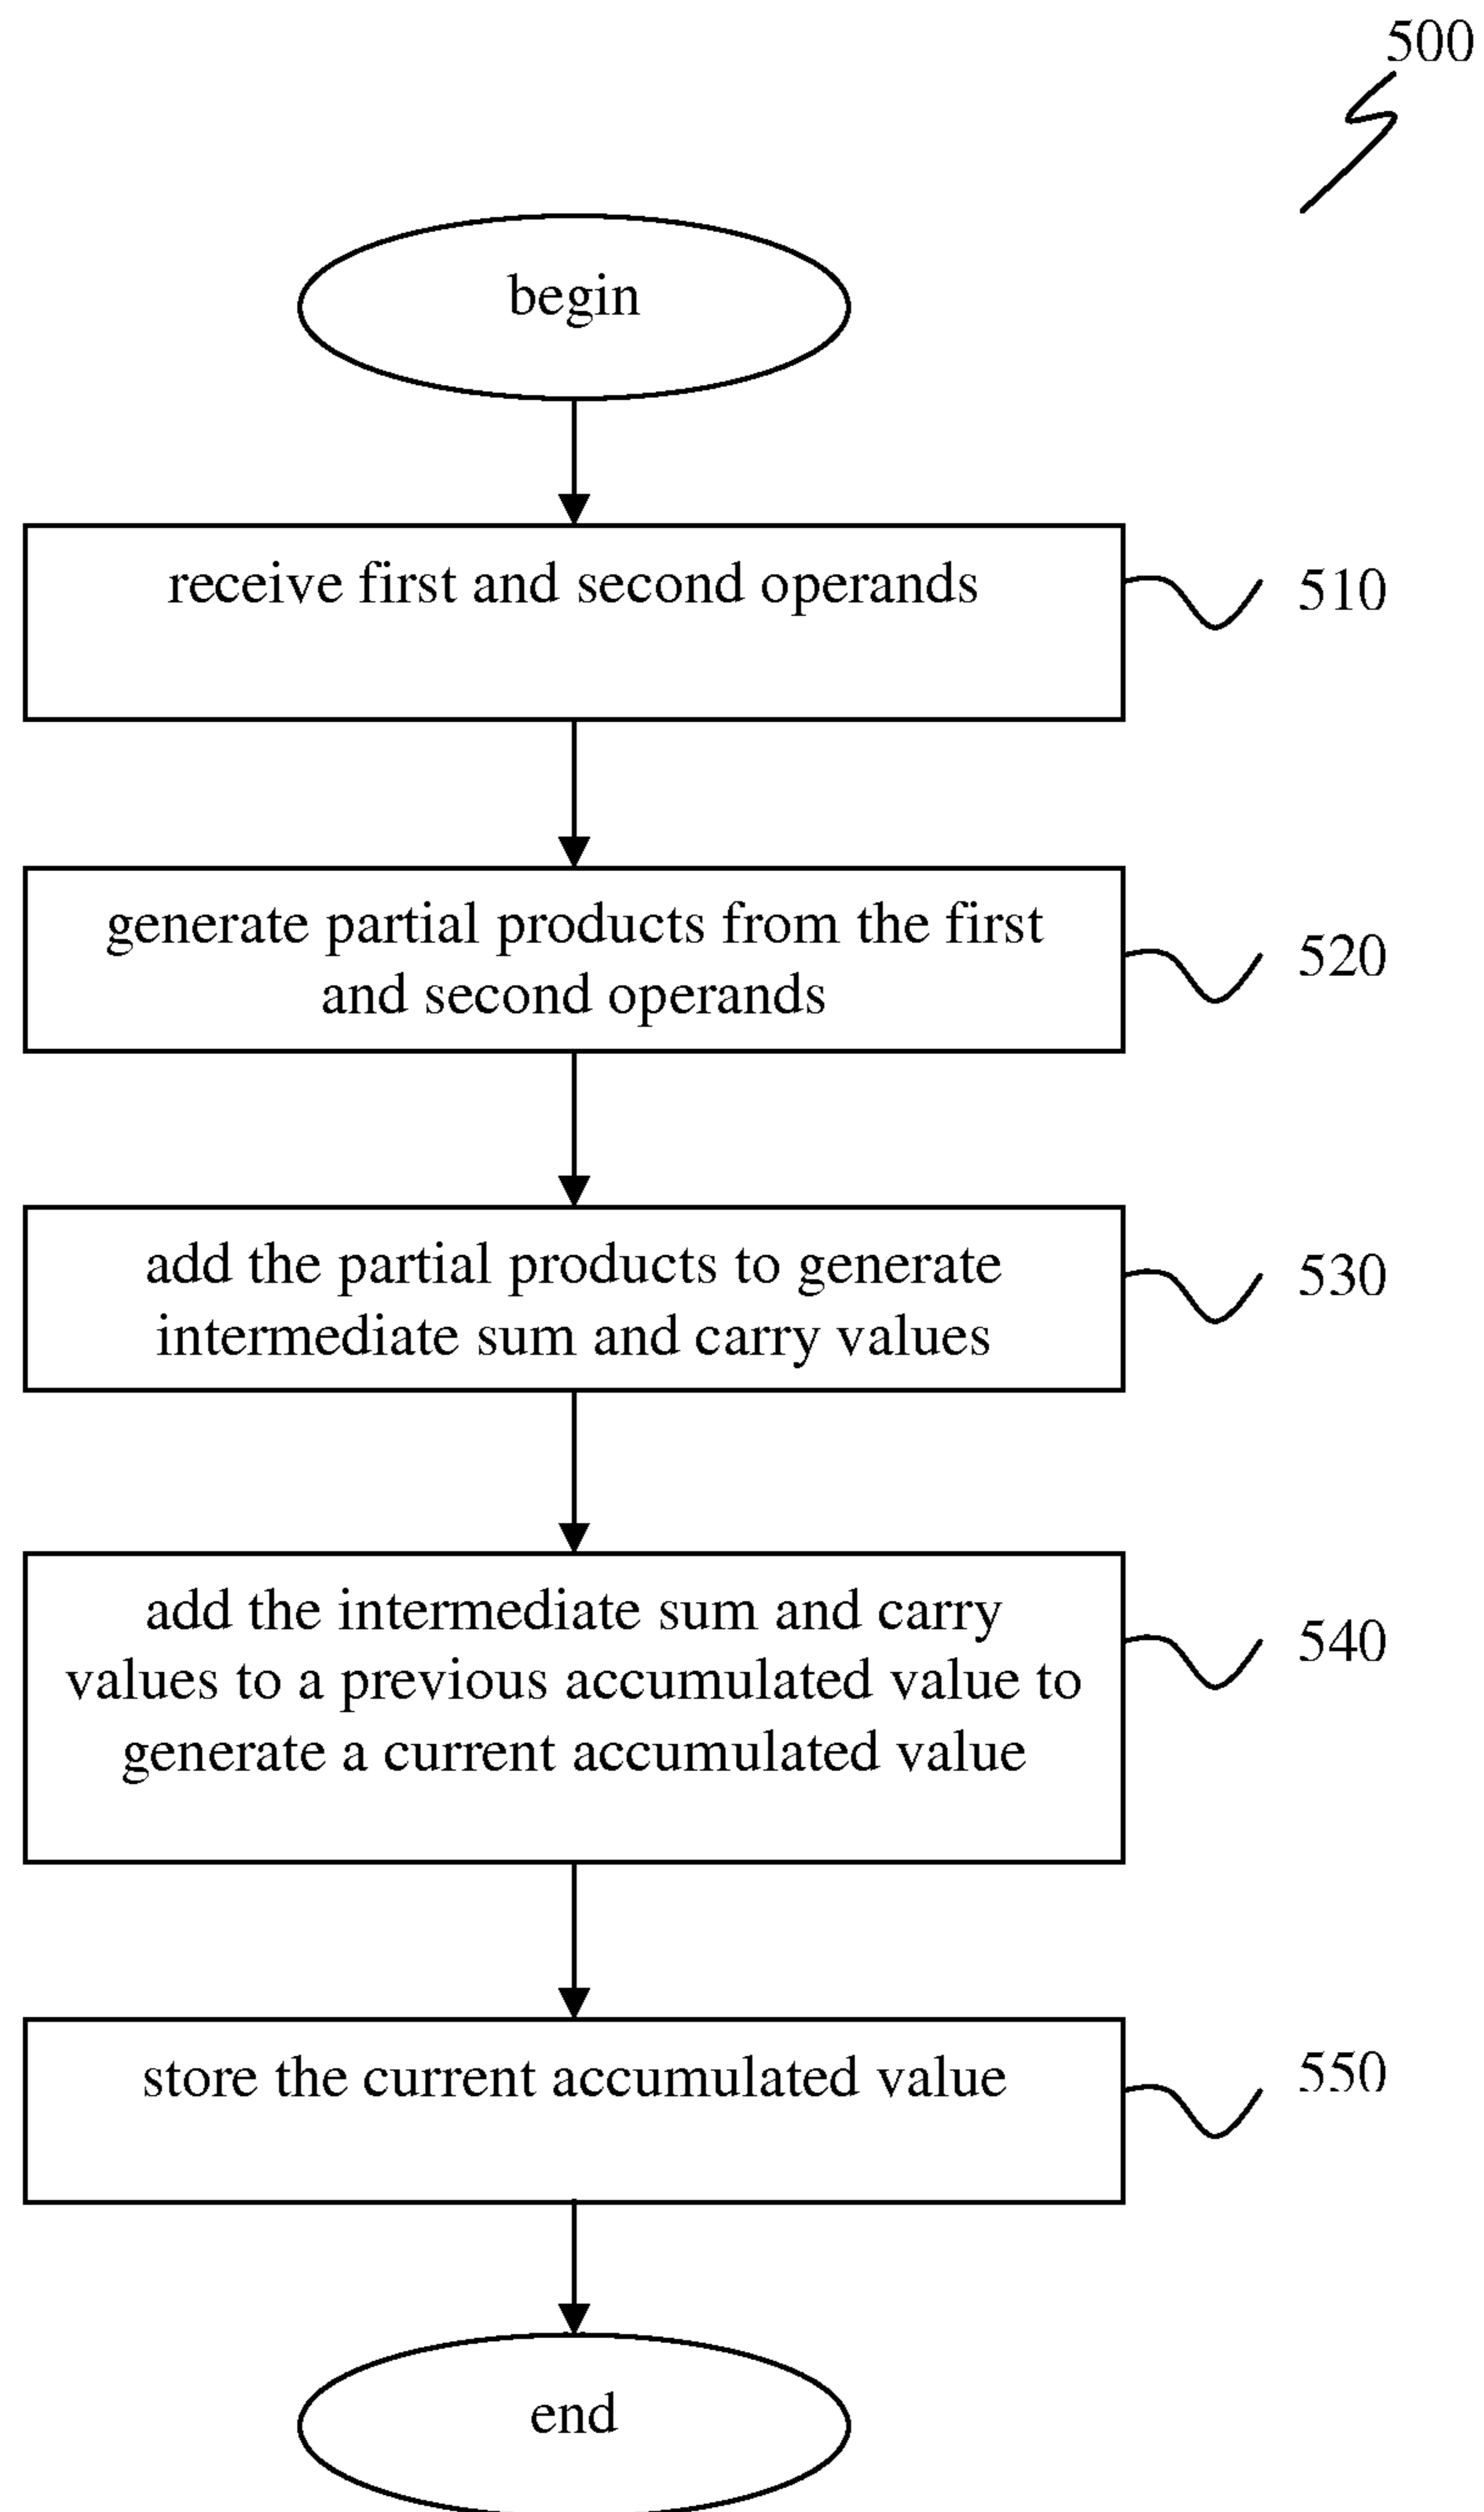 500
begin
receive first and second operands
510
generate partial products from the first
and second operands
520
add the partial products to generate
intermediate sum and carry values
530
add the intermediate sum and carry
values to a previous accumulated value to
generate a current accumulated value
540
store the current accumulated value
550
end